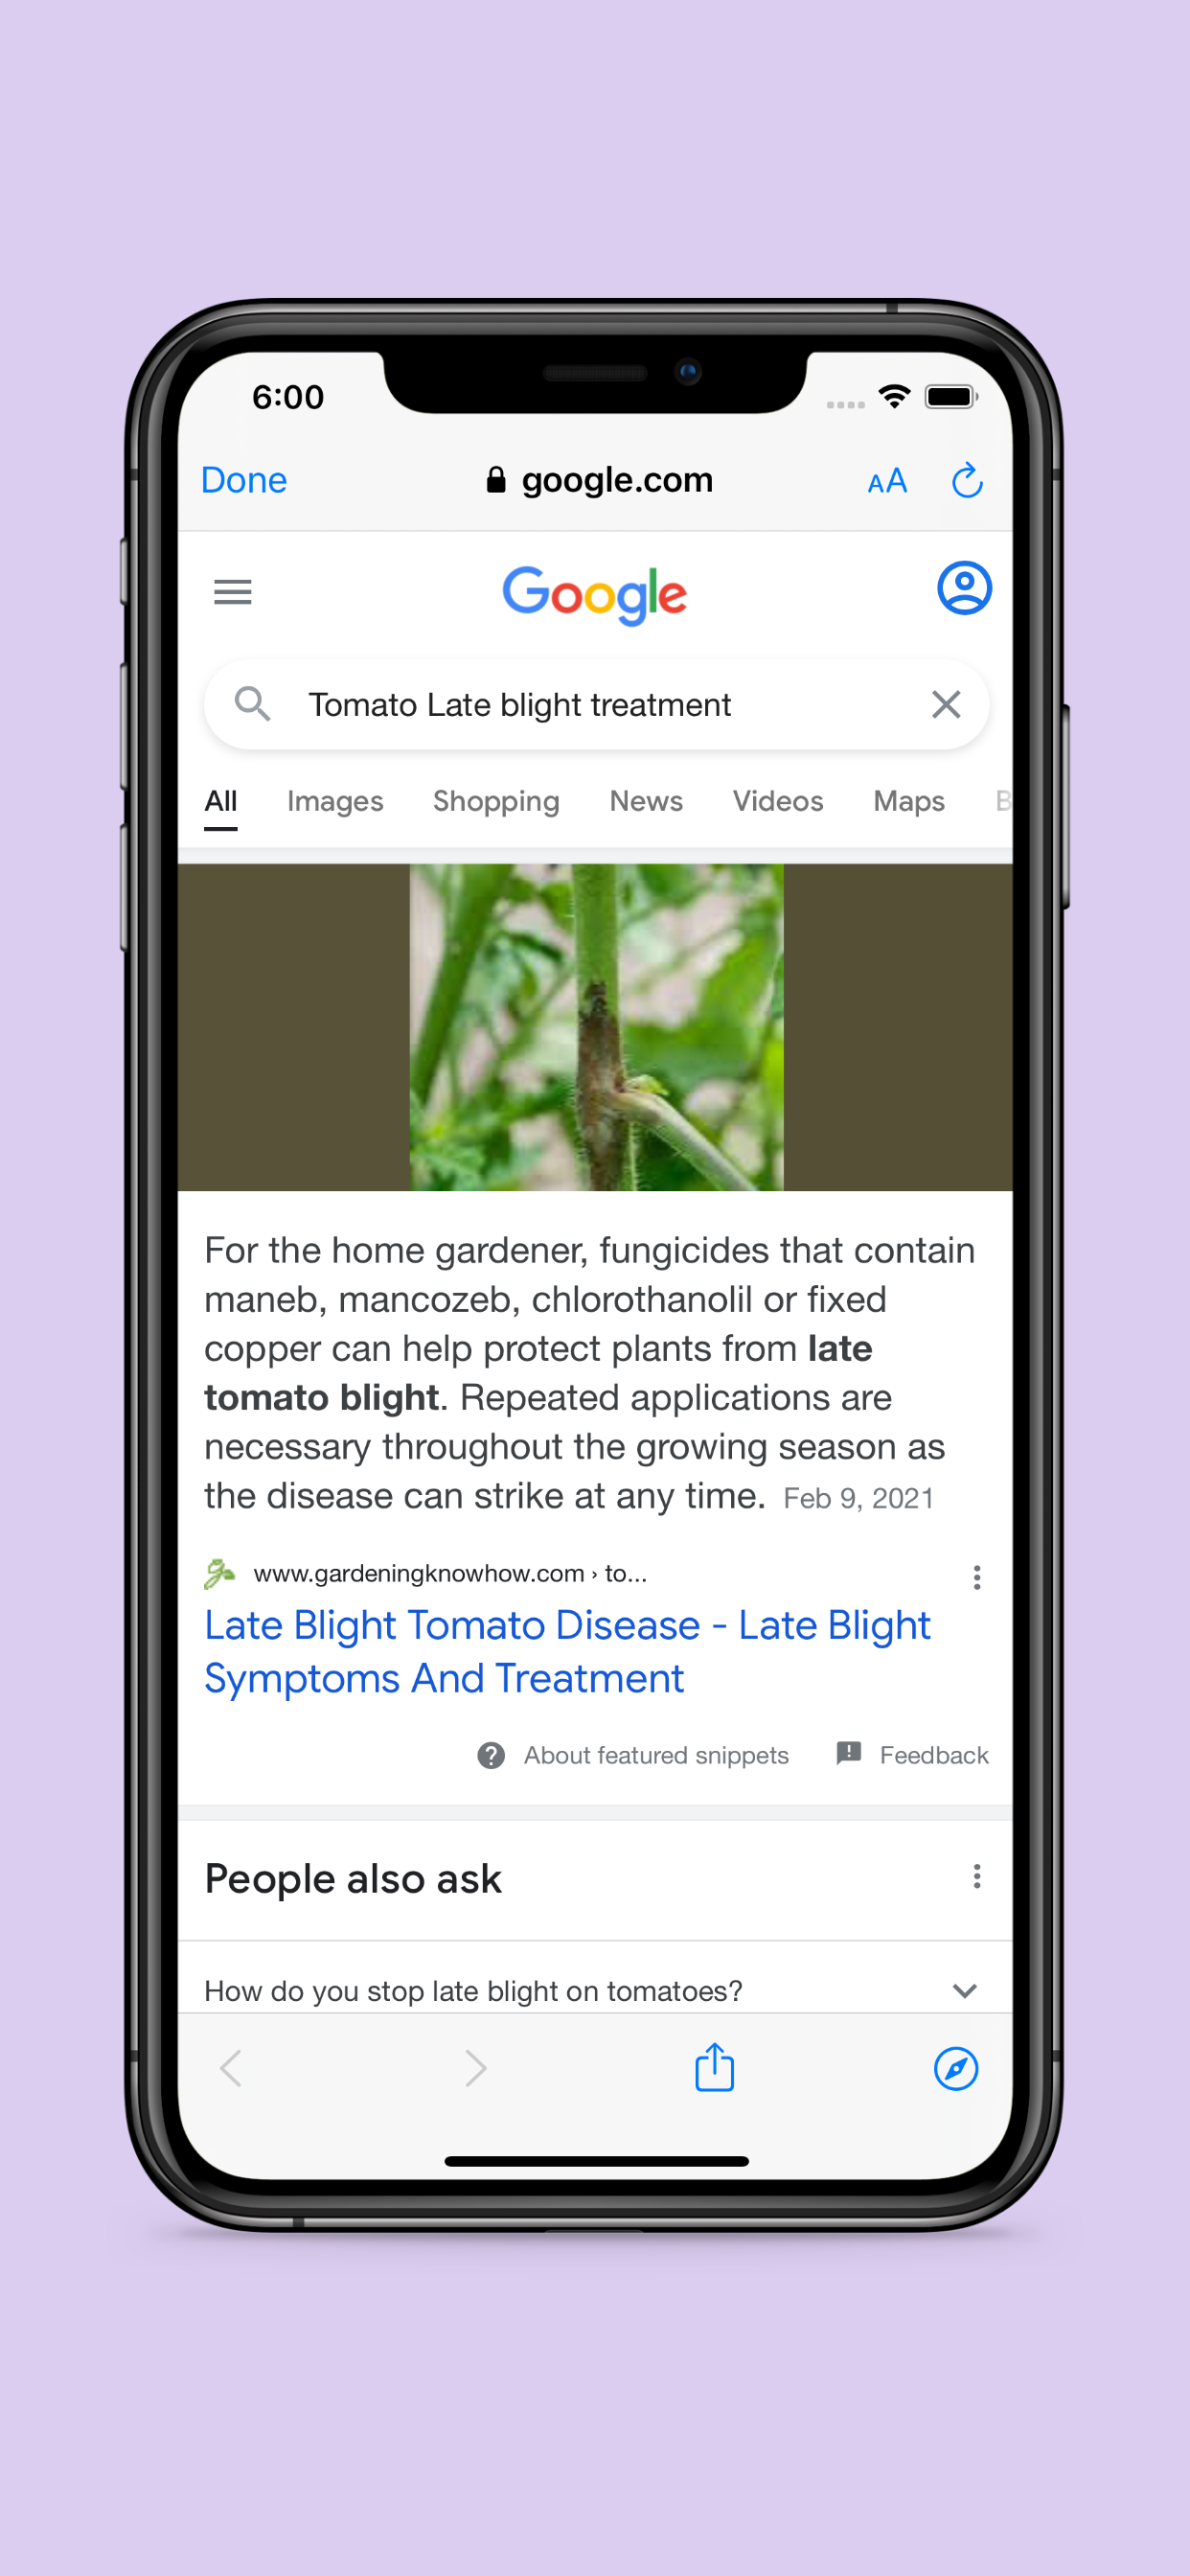 6:00
Done
google.com
AA
Google
Tomato Late blight treatment
All Images Shopping News Videos Maps B
For the home gardener, fungicides that contain
maneb, mancozeb, chlorothanolil or fixed
copper can help protect plants from late
tomato blight. Repeated applications are
necessary throughout the growing season as
the disease can strike at any time. Feb 9, 2021
www.gardeningknowhow.com › to...
Late Blight Tomato Disease - Late Blight
Symptoms And Treatment
About featured snippets Feedback
People also ask
How do you stop late blight on tomatoes?